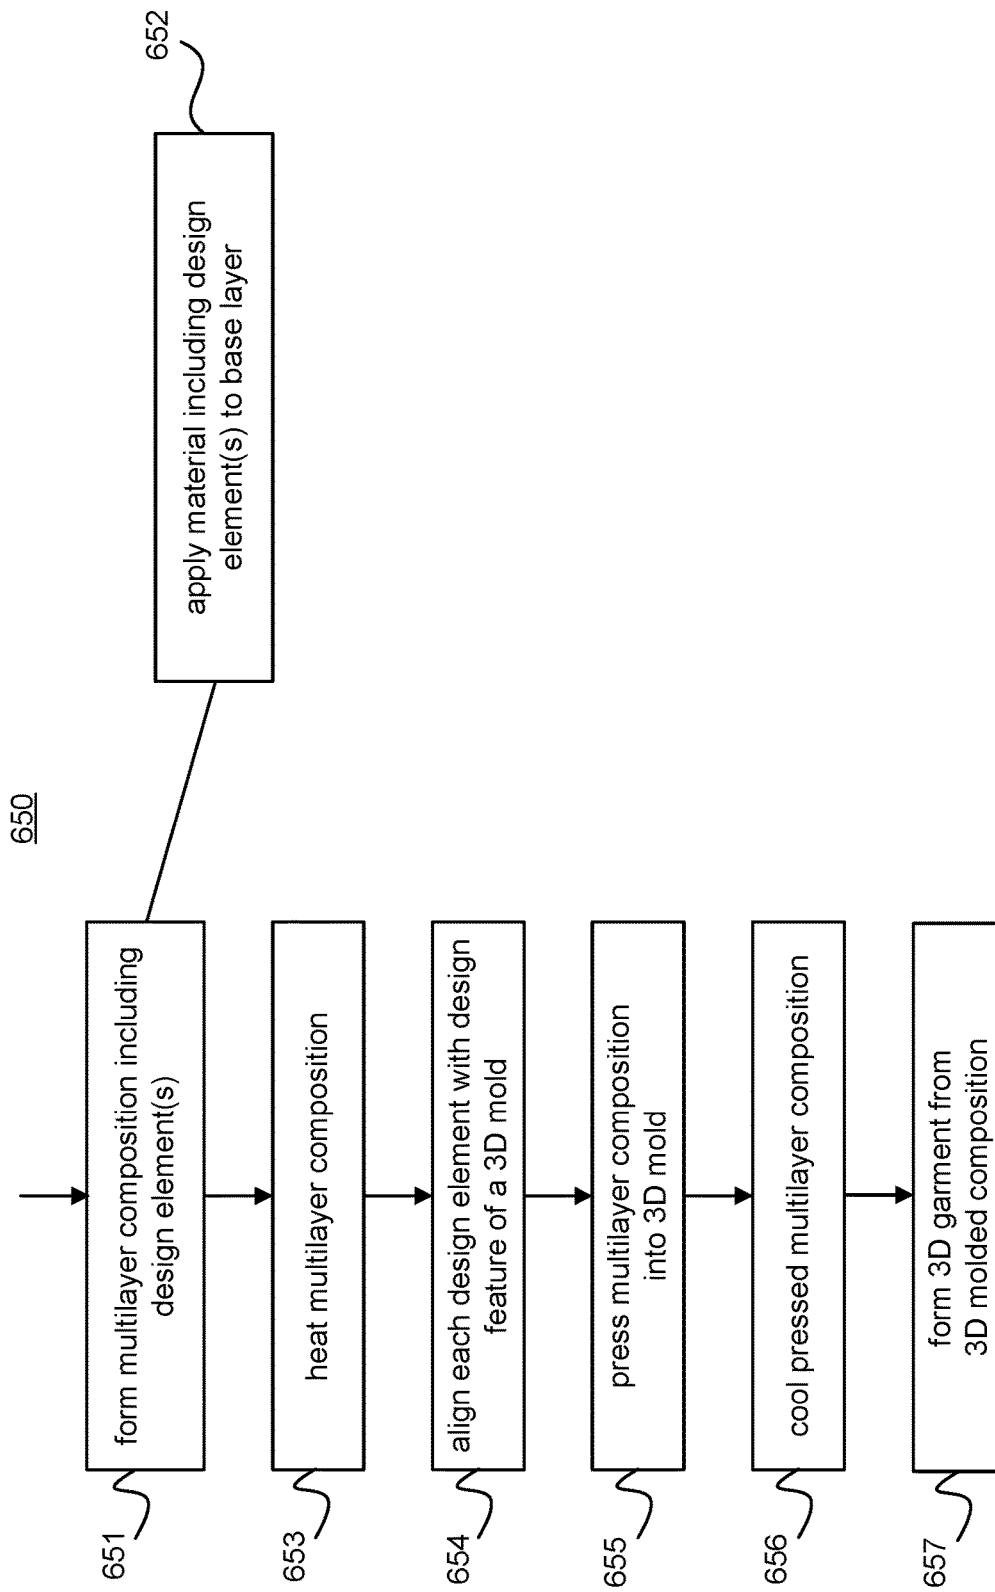 650
651
form multilayer composition including
design element(s)
652
apply material including design
element(s) to base layer
653
heat multilayer composition
654
align each design element with design
feature of a 3D mold
655
press multilayer composition
into 3D mold
656
cool pressed multilayer composition
657
form 3D garment from
3D molded composition